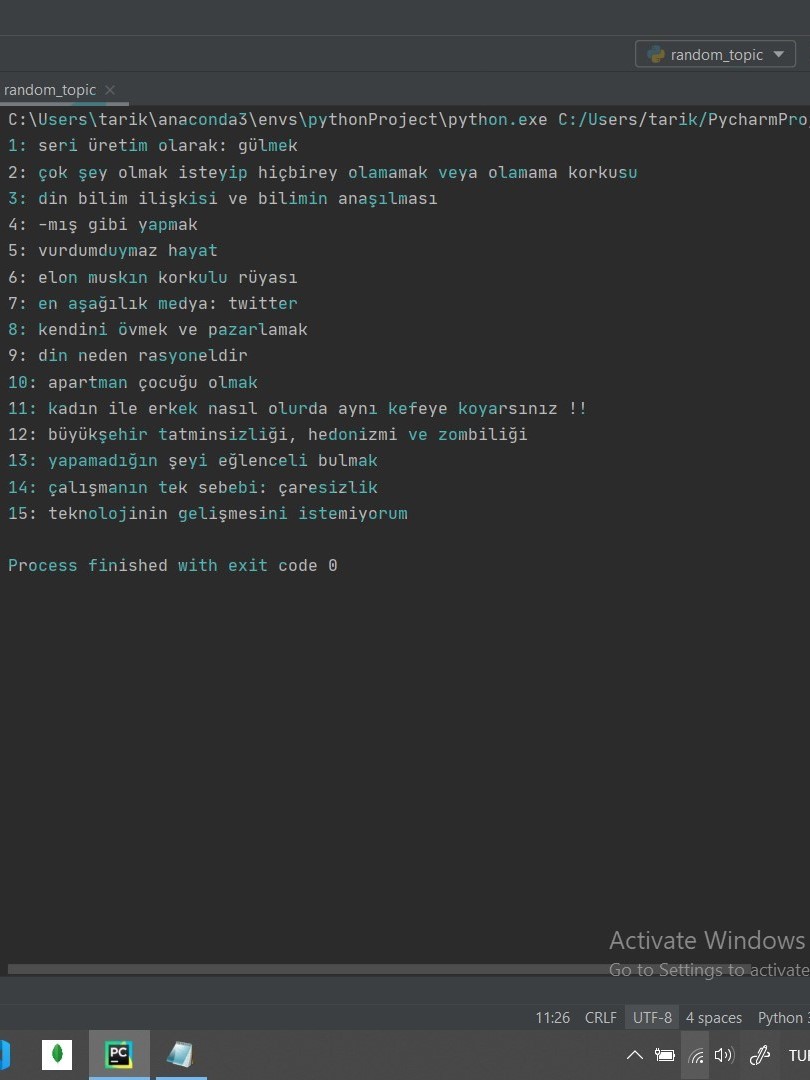 random_topic
random_topic
C:\Users\tarik\anaconda3\envs\pythonProject\python.exe C:/Users/tarik/PycharmPro
1: seri üretim olarak: gülmek
2: çok şey olmak isteyip hiçbirey olamamak veya olamama korkusu
3: din bilim ilişkisi ve bilimin anaşılması
4: -mış gibi yapmak
5: vurdumduymaz hayat
6: elon muskın korkulu rüyası
7: en aşağılık medya: twitter
8: kendini övmek ve pazarlamak
9: din neden rasyoneldir
10: apartman çocuğu olmak
11: kadın ile erkek nasıl olurda aynı kefeye koyarsınız !!
12: büyükşehir tatminsizliği, hedonizmi ve zombiliği
13: yapamadığın şeyi eğlenceli bulmak
14: çalışmanın tek sebebi: çaresizlik
15: teknolojinin gelişmesini istemiyorum
Process finished with exit code 0
Activate Windows
Go to Settings to activate
11:26 CRLF UTF-8 4 spaces Python 3
PC TUR